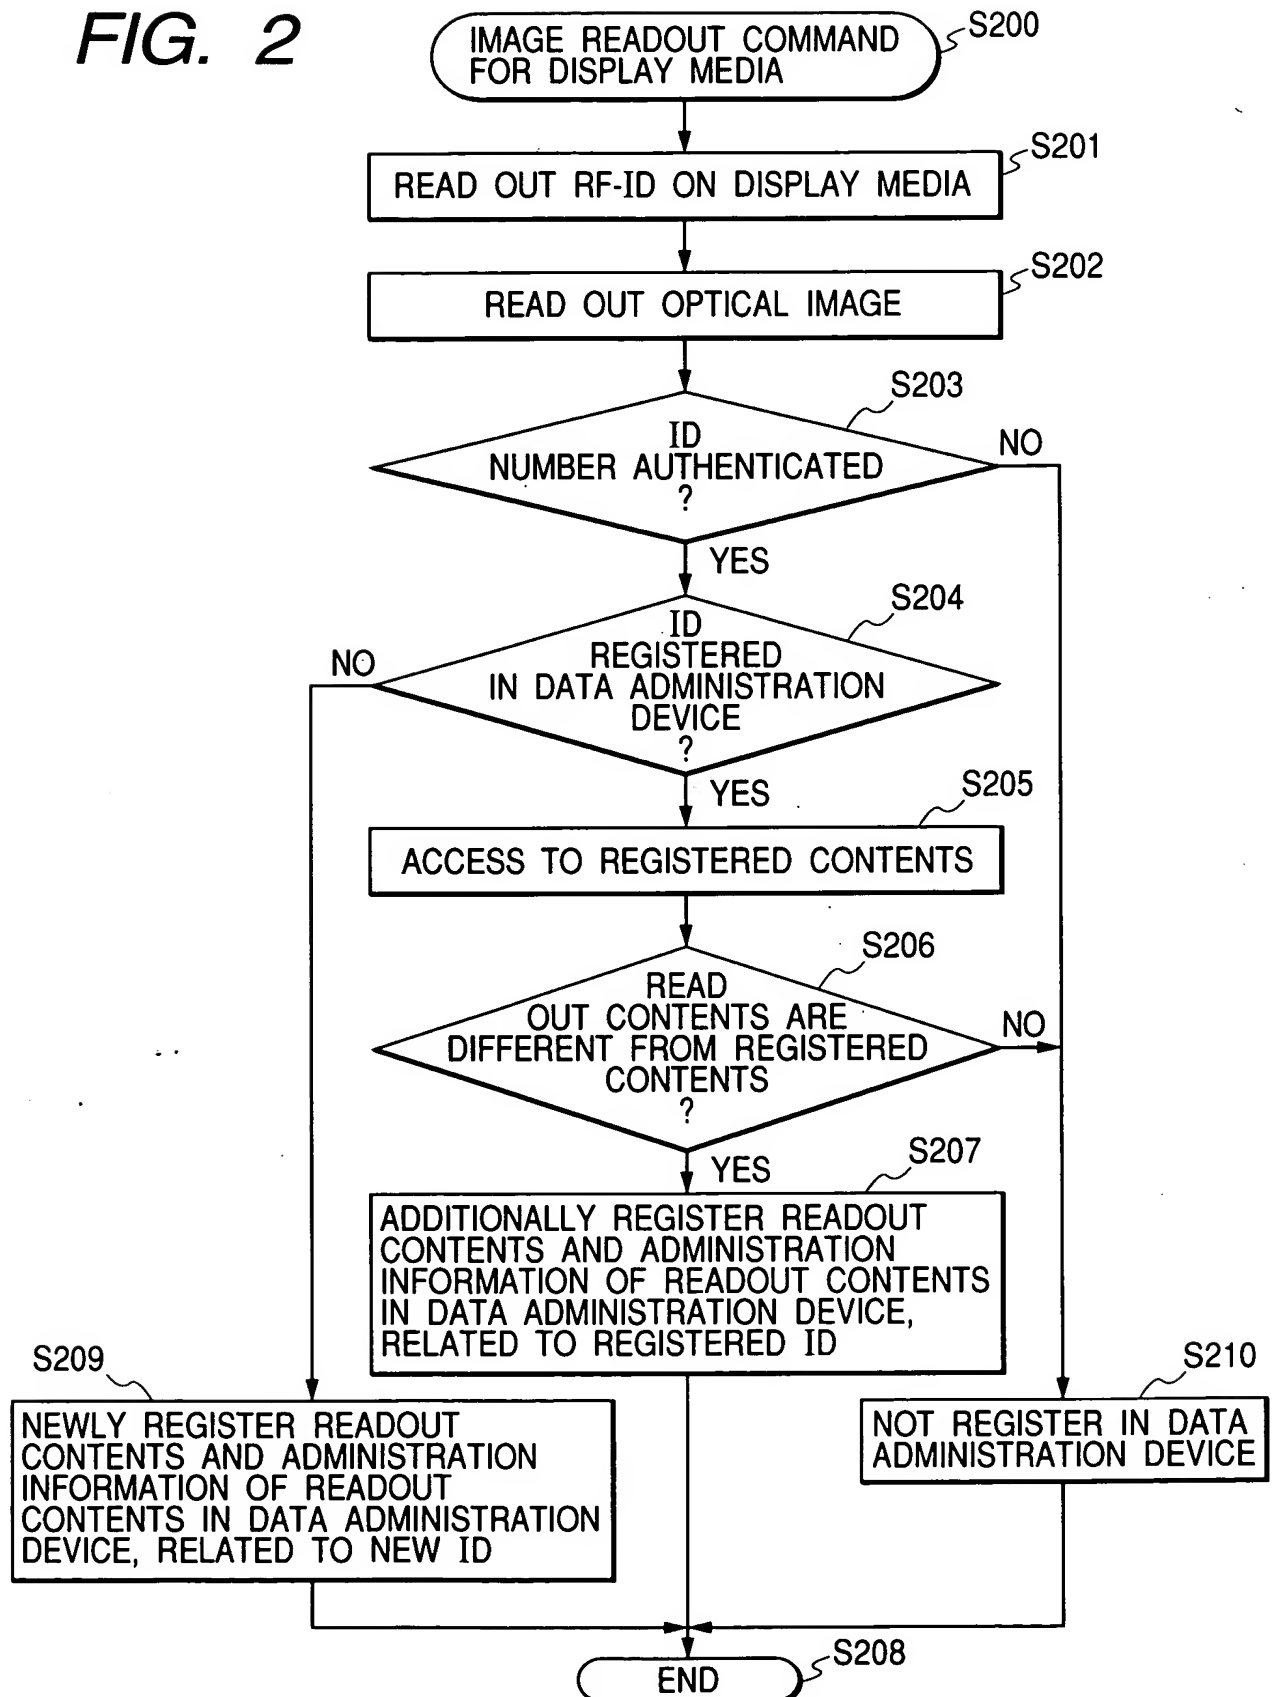 FIG. 2
IMAGE READOUT COMMAND
FOR DISPLAY MEDIA
S200
READ OUT RF-ID ON DISPLAY MEDIA
S201
READ OUT OPTICAL IMAGE
S202
S203
ID
NUMBER AUTHENTICATED
?
NO
YES
S204
ID
REGISTERED
IN DATA ADMINISTRATION
DEVICE
?
NO
YES
S205
ACCESS TO REGISTERED CONTENTS
S206
READ
OUT CONTENTS ARE
DIFFERENT FROM REGISTERED
CONTENTS
?
NO
YES
S207
ADDITIONALLY REGISTER READOUT
CONTENTS AND ADMINISTRATION
INFORMATION OF READOUT CONTENTS
IN DATA ADMINISTRATION DEVICE,
RELATED TO REGISTERED ID
S209
NEWLY REGISTER READOUT
CONTENTS AND ADMINISTRATION
INFORMATION OF READOUT
CONTENTS IN DATA ADMINISTRATION
DEVICE, RELATED TO NEW ID
S210
NOT REGISTER IN DATA
ADMINISTRATION DEVICE
END
S208